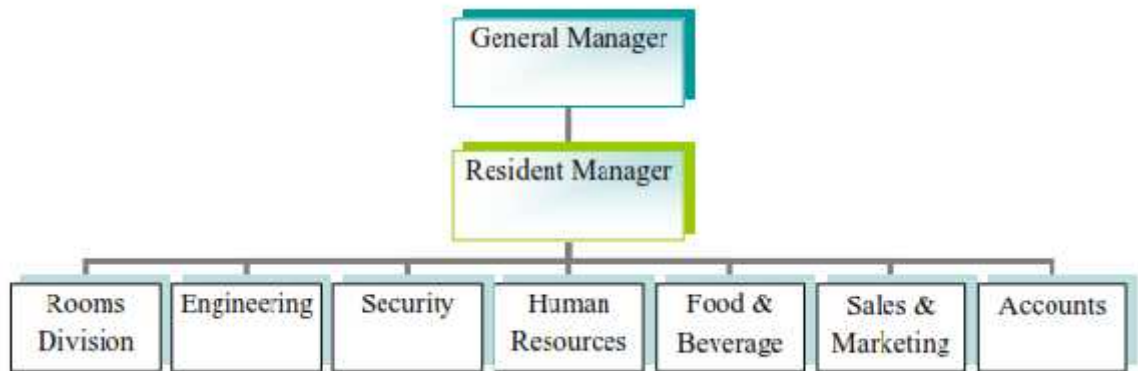 General Manager
Resident Manager
Rooms
Division
Engineering
Security
Human
Resources
Food &
Beverage
Sales &
Marketing
Accounts